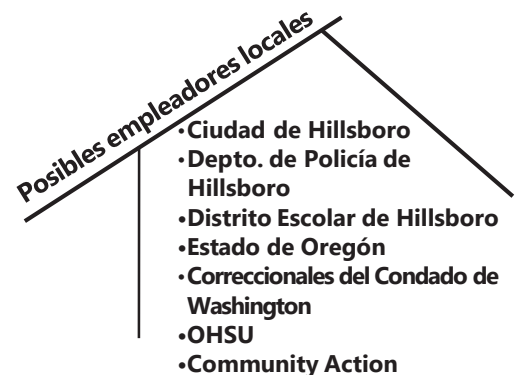 Posibles empleadores locales
•Ciudad de Hillsboro
•Depto. de Policía de
Hillsboro
•Distrito Escolar de Hillsboro
•Estado de Oregón
•Correccionales del Condado de
Washington
•OHSU
•Community Action